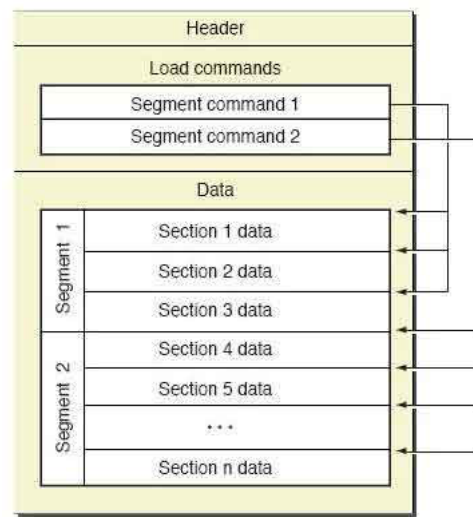 Header
Load commands
Segment command 1
Segment command 2
Data
Segment 1
Section 1 data
Section 2 data
Section 3 data
Segment 2
Section 4 data
Section 5 data
...
Section n data